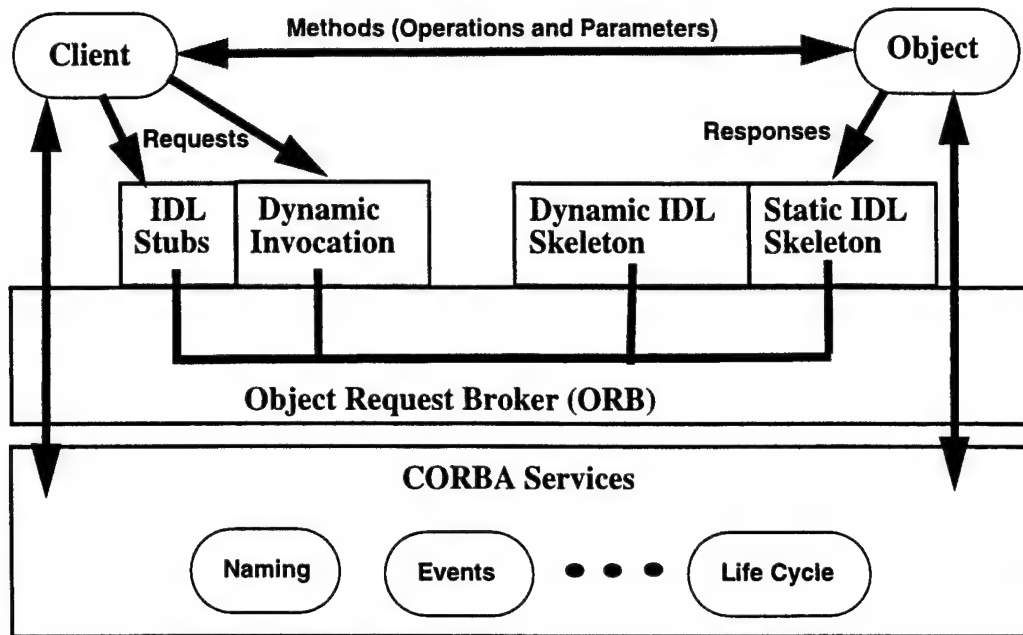 Methods (Operations and Parameters)
Client
Object
Requests
Responses
IDL
Stubs
Dynamic
Invocation
Dynamic IDL
Skeleton
Static IDL
Skeleton
Object Request Broker (ORB)
CORBA Services
Naming
Events
Life Cycle